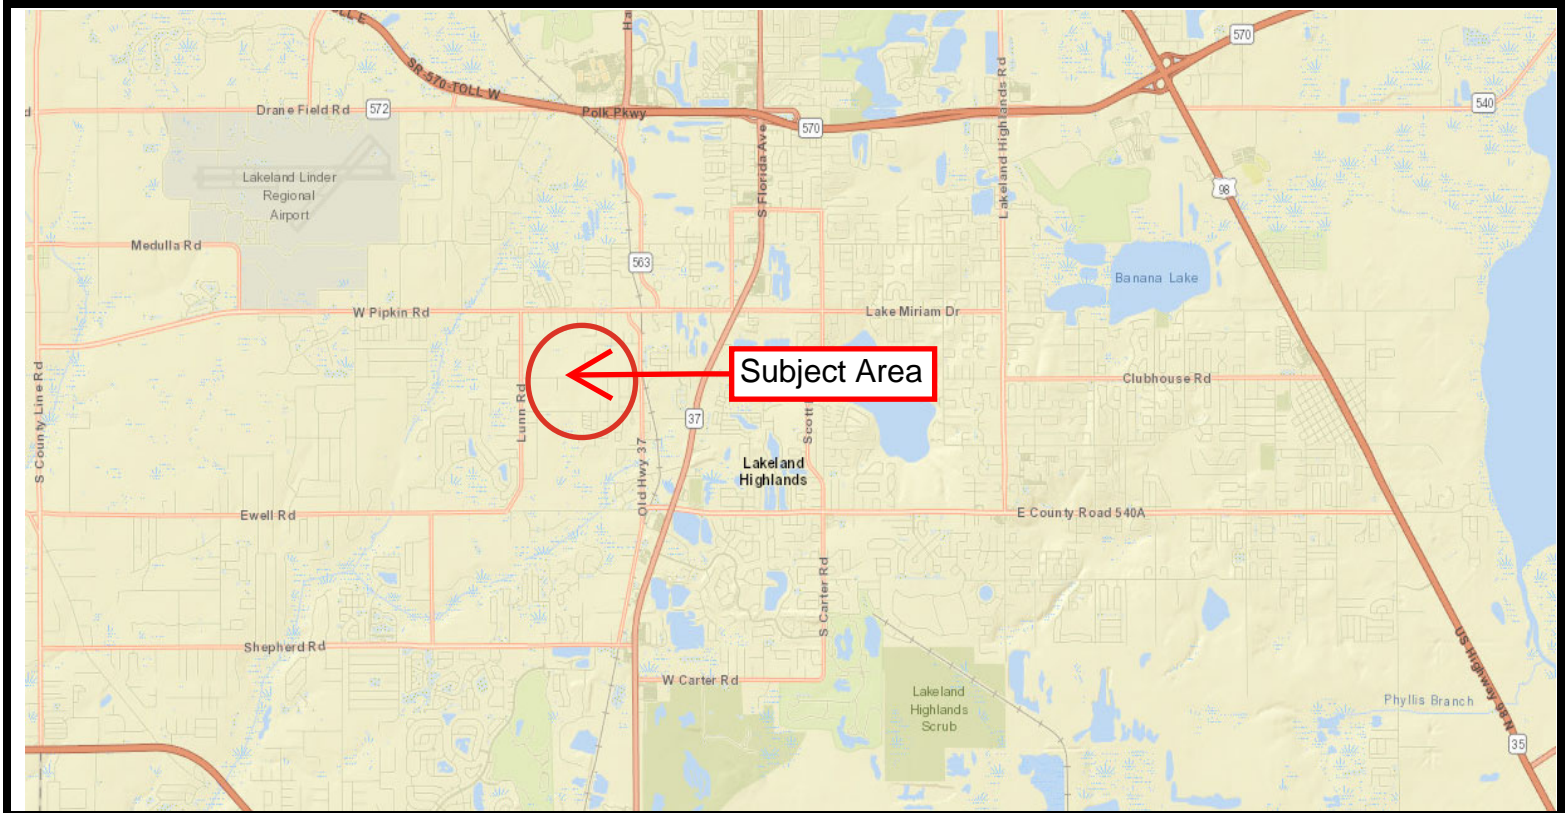 LL E
Ha
570
SR-570-TOLL W
Lakeland Highlands Rd
Drane Field Rd
572
Polk Pkwy
540
570
S Florida Ave
Lakeland Linder
Regional
Airport
98
Medulla Rd
563
Banana Lake
W Pipkin Rd
Lake Miriam Dr
Subject Area
Clubhouse Rd
S County Line Rd
Lunn Rd
37
Scott
Old Hwy 37
Lakeland
Highlands
Ewell Rd
E County Road 540A
S Carter Rd
Shepherd Rd
US Highway 98 N
W Carter Rd
Lakeland
Highlands
Scrub
Phyllis Branch
35